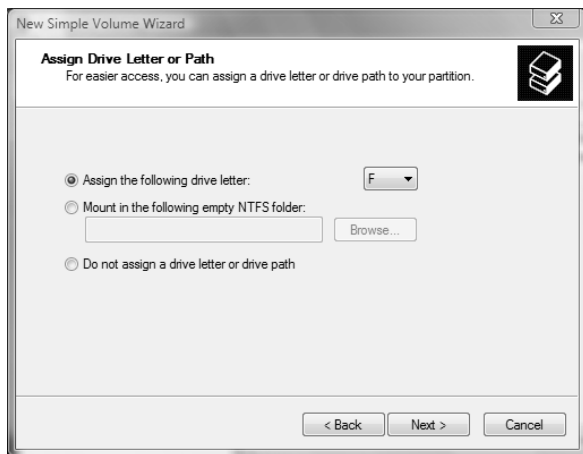 New Simple Volume Wizard
Assign Drive Letter or Path
For easier access, you can assign a drive letter or drive path to your partition.
Assign the following drive letter: F
Mount in the following empty NTFS folder:
Browse...
Do not assign a drive letter or drive path
< Back Next > Cancel